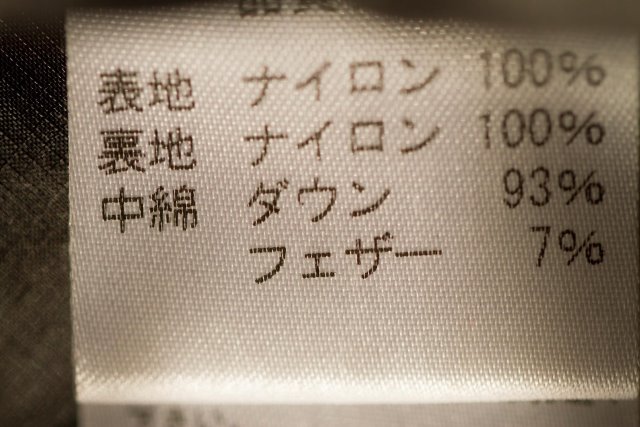 表地 ナイロン 100%
裏地 ナイロン 100%
中綿 ダウン 93%
フェザー 7%